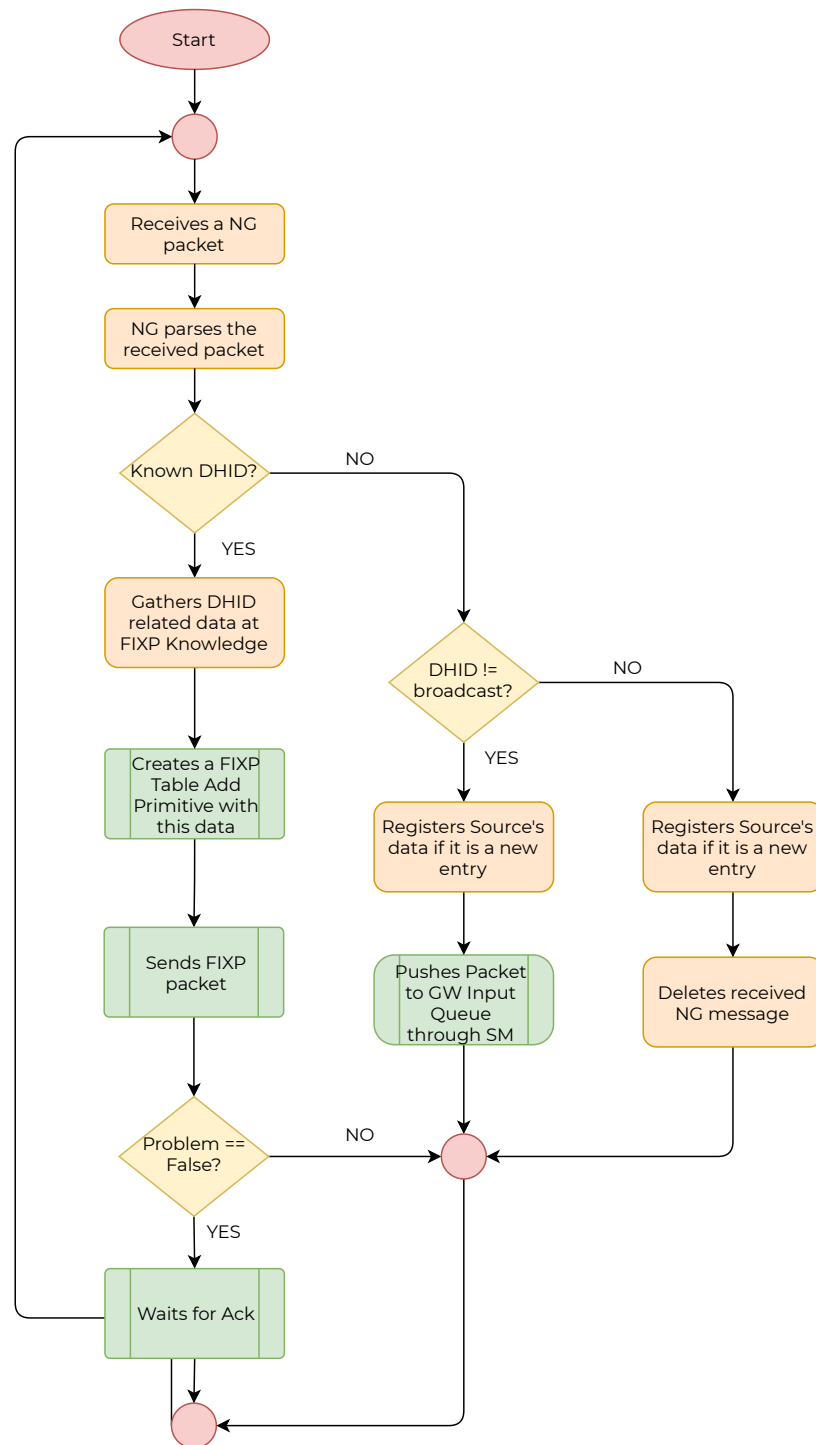 Start
Receives a NG
packet
NG parses the
received packet
Known DHID?
NO
YES
Gathers DHID
related data at
FIXP Knowledge
DHID !=
broadcast?
NO
YES
Creates a FIXP
Table Add
Primitive with
this data
Registers Source's
data if it is a new
entry
Registers Source's
data if it is a new
entry
Sends FIXP
packet
Pushes Packet
to GW Input
Queue
through SM
Deletes received
NG message
Problem ==
False?
NO
YES
Waits for Ack